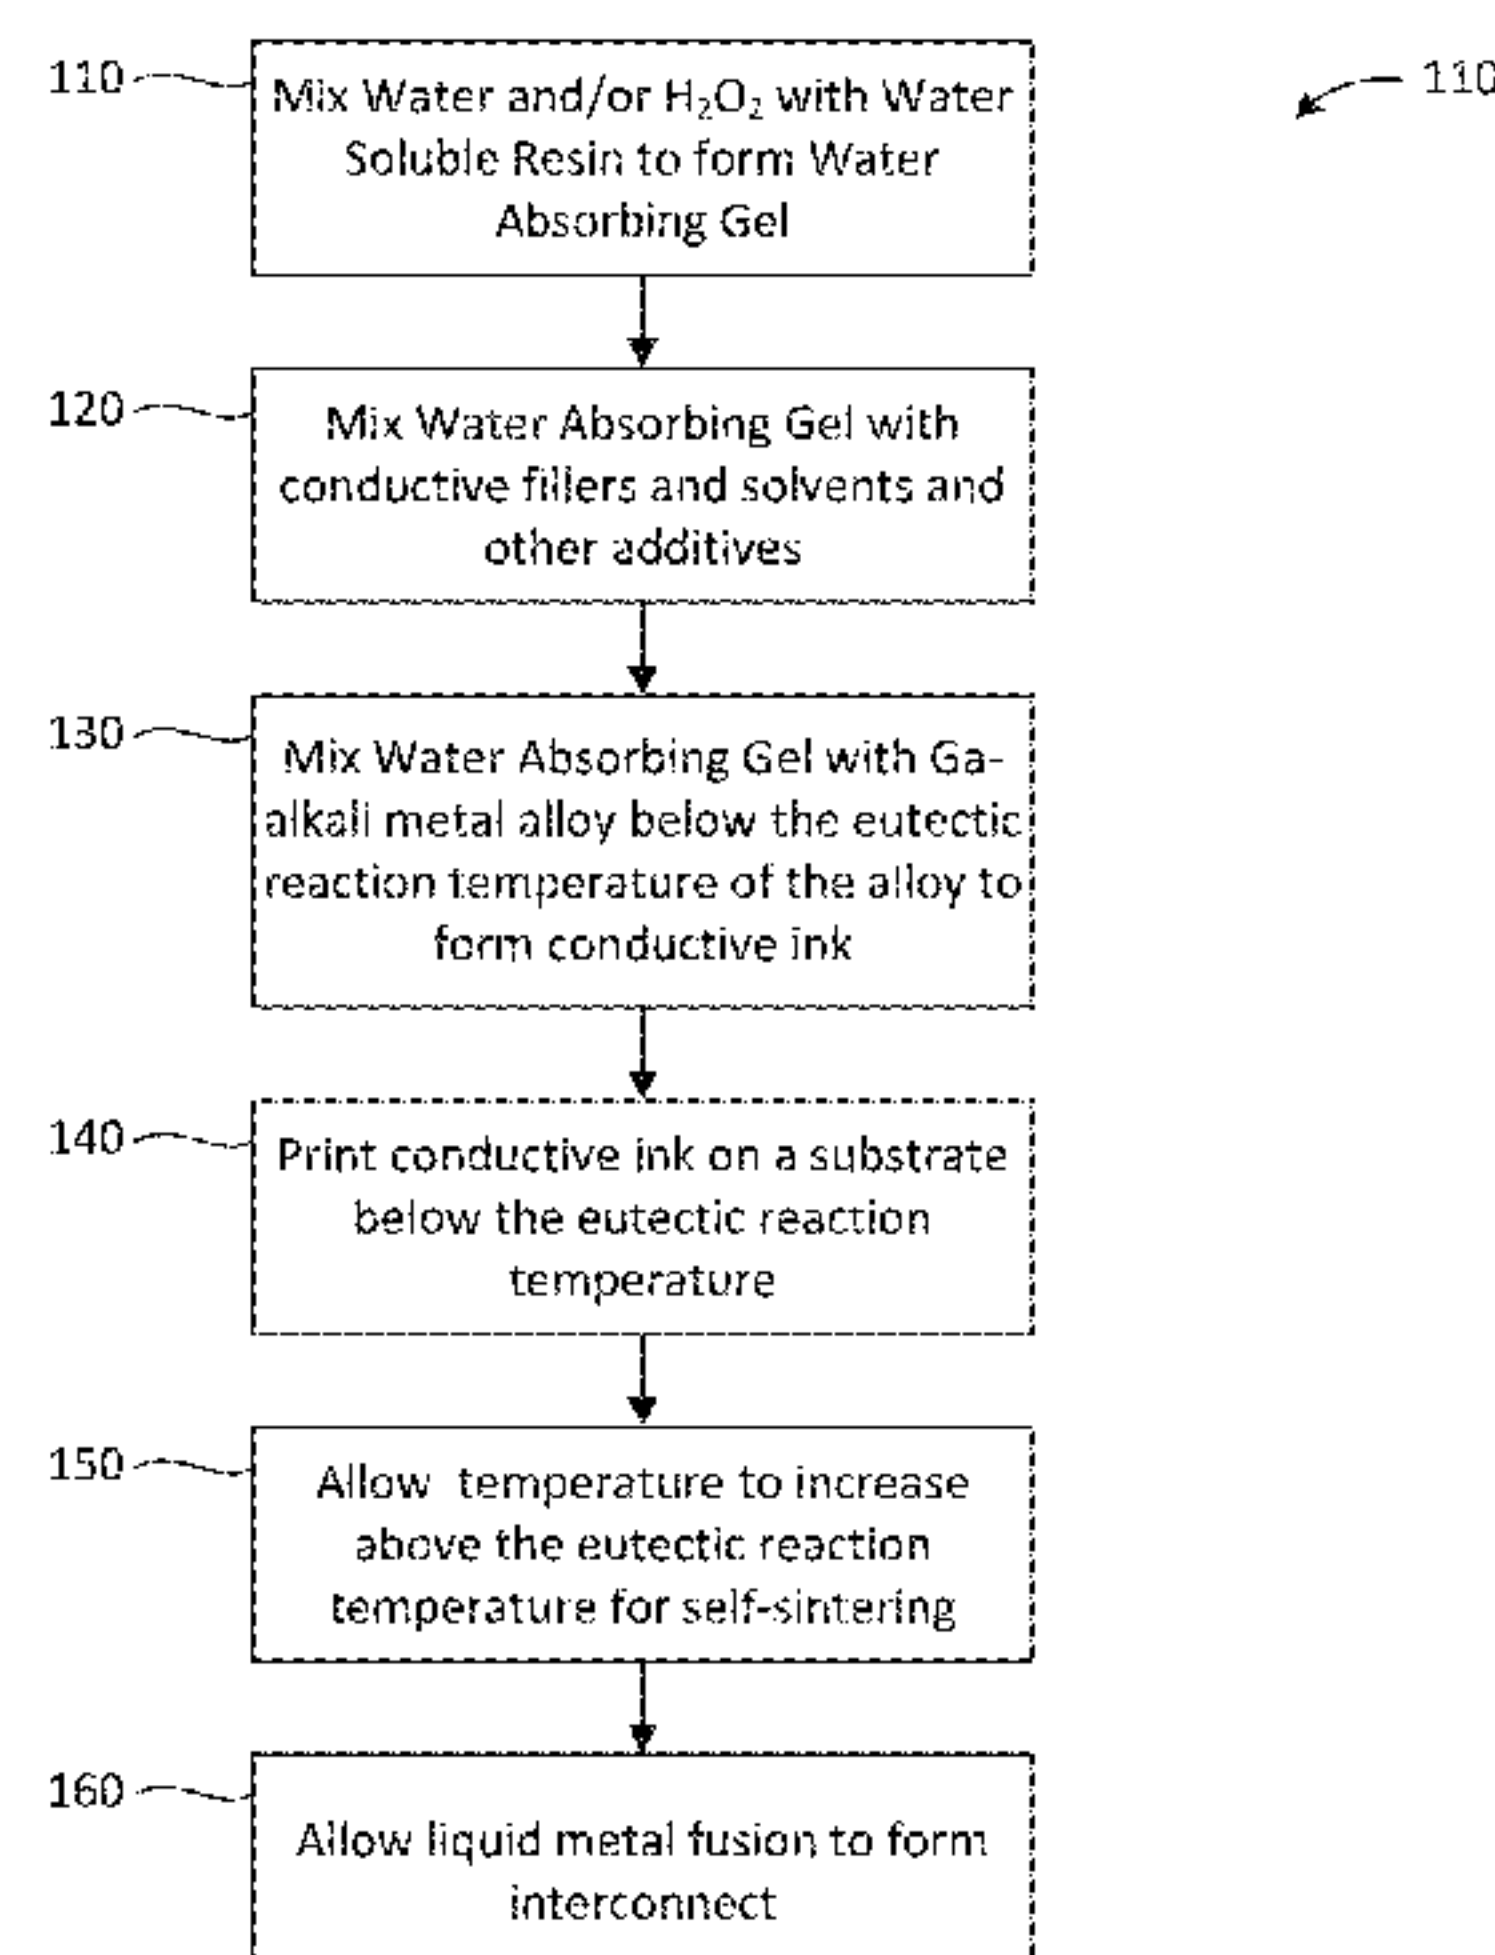 110
Mix Water and/or H₂O₂ with Water
Soluble Resin to form Water
Absorbing Gel
110
120
Mix Water Absorbing Gel with
conductive fillers and solvents and
other additives
130
Mix Water Absorbing Gel with Ga-
alkali metal alloy below the eutectic
reaction temperature of the alloy to
form conductive ink
140
Print conductive ink on a substrate
below the eutectic reaction
temperature
150
Allow temperature to increase
above the eutectic reaction
temperature for self-sintering
160
Allow liquid metal fusion to form
interconnect